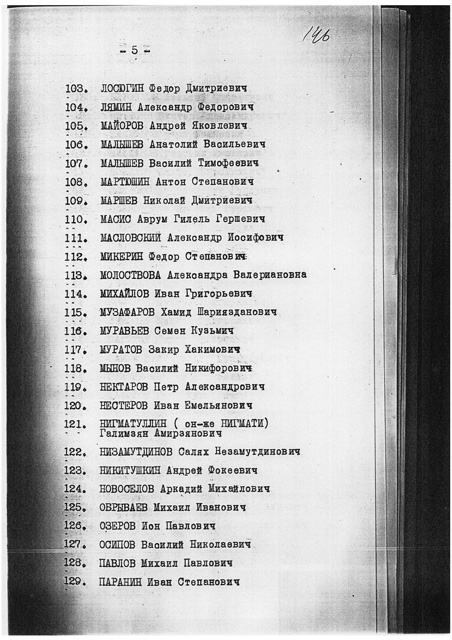 146
- 5 -
103. ЛОСЮГИН Федор Дмитриевич
104. ЛЯМИН Александр Федорович
105. МАЙОРОВ Андрей Яковлевич
106. МАЛЫШЕВ Анатолий Васильевич
107. МАЛЫШЕВ Василий Тимофеевич
108. МАРТЮШИН Антон Степанович
109. МАРШЕВ Николай Дмитриевич
110. МАСИС Аврум Гилель Гершевич
111. МАСЛОВСКИЙ Александр Иосифович
112. МИКЕРИН Федор Степанович
113. МОЛОСТВОВА Александра Валериановна
114. МИХАЙЛОВ Иван Григорьевич
115. МУЗАФАРОВ Хамид Шариязданович
116. МУРАВЬЕВ Семен Кузьмич
117. МУРАТОВ Закир Хакимович
118. МЫНОВ Василий Никифорович
119. НЕКТАРОВ Петр Александрович
120. НЕСТЕРОВ Иван Емельянович
121. НИГМАТУЛЛИН ( он-же НИГМАТИ)
Галимзян Амирзянович
122. НИЗАМУТДИНОВ Салях Незамутдинович
123. НИКИТУШКИН Андрей Фокеевич
124. НОВОСЕЛОВ Аркадий Михайлович
125. ОБРЫВАЕВ Михаил Иванович
126. ОЗЕРОВ Ион Павлович
127. ОСИПОВ Василий Николаевич
128. ПАВЛОВ Михаил Павлович
129. ПАРАНИН Иван Степанович